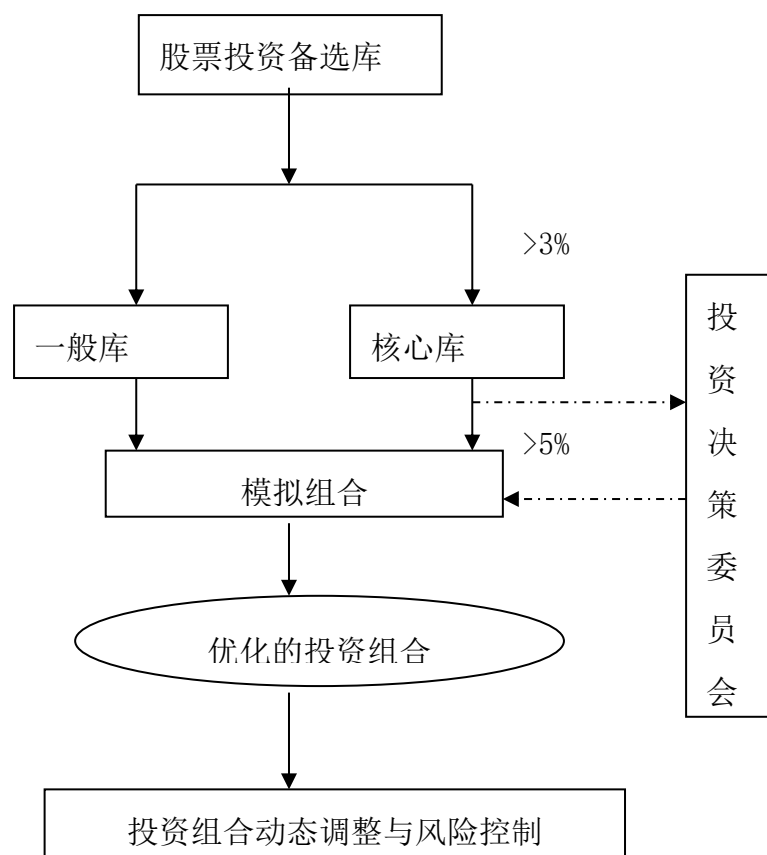 股票投资备选库
>3%
一般库
核心库
>5%
模拟组合
投资决策委员会
优化的投资组合
投资组合动态调整与风险控制